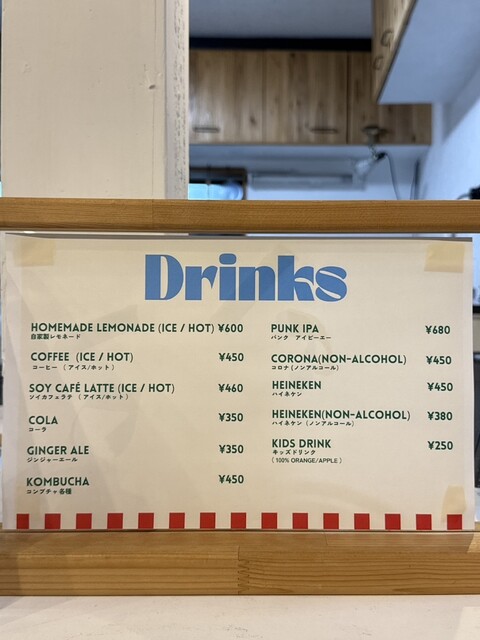 Drinks
HOMEMADE LEMONADE (ICE / HOT) ¥600
自家製レモネード
COFFEE (ICE / HOT) ¥450
コーヒー （ アイス/ホット ）
SOY CAFÉ LATTE (ICE / HOT) ¥460
ソイカフェラテ （ アイス/ホット ）
COLA ¥350
コーラ
GINGER ALE ¥350
ジンジャーエール
KOMBUCHA ¥450
コンブチャ各種
PUNK IPA ¥680
パンク アイピーエー
CORONA(NON-ALCOHOL) ¥450
コロナ ( ノンアルコール )
HEINEKEN ¥450
ハイネケン
HEINEKEN(NON-ALCOHOL) ¥380
ハイネケン ( ノンアルコール )
KIDS DRINK ¥250
キッズドリンク
( 100% ORANGE/APPLE )